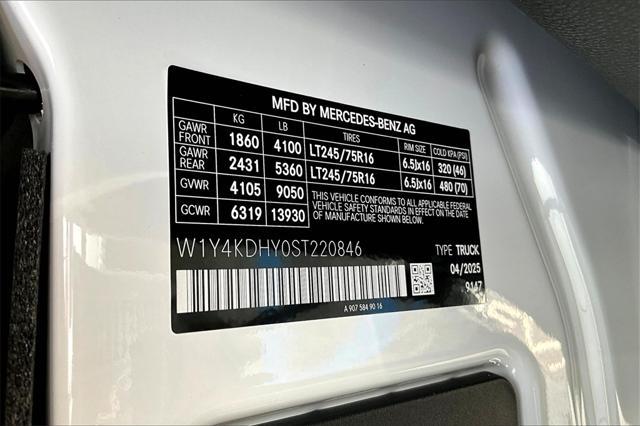 MFD BY MERCEDES-BENZ AG
KG LB TIRES RIM SIZE COLD KPA (PSI)
GAWR FRONT 1860 4100 LT245/75R16 6.5Jx16 320 (46)
GAWR REAR 2431 5360 LT245/75R16 6.5Jx16 480 (70)
GVWR 4105 9050
GCWR 6319 13930
THIS VEHICLE CONFORMS TO ALL APPLICABLE FEDERAL
VEHICLE SAFETY STANDARDS IN EFFECT ON THE DATE
OF MANUFACTURE SHOWN BELOW.
W1Y4KDHY0ST220846
TYPE TRUCK
04/2025
9147
A 907 584 90 16